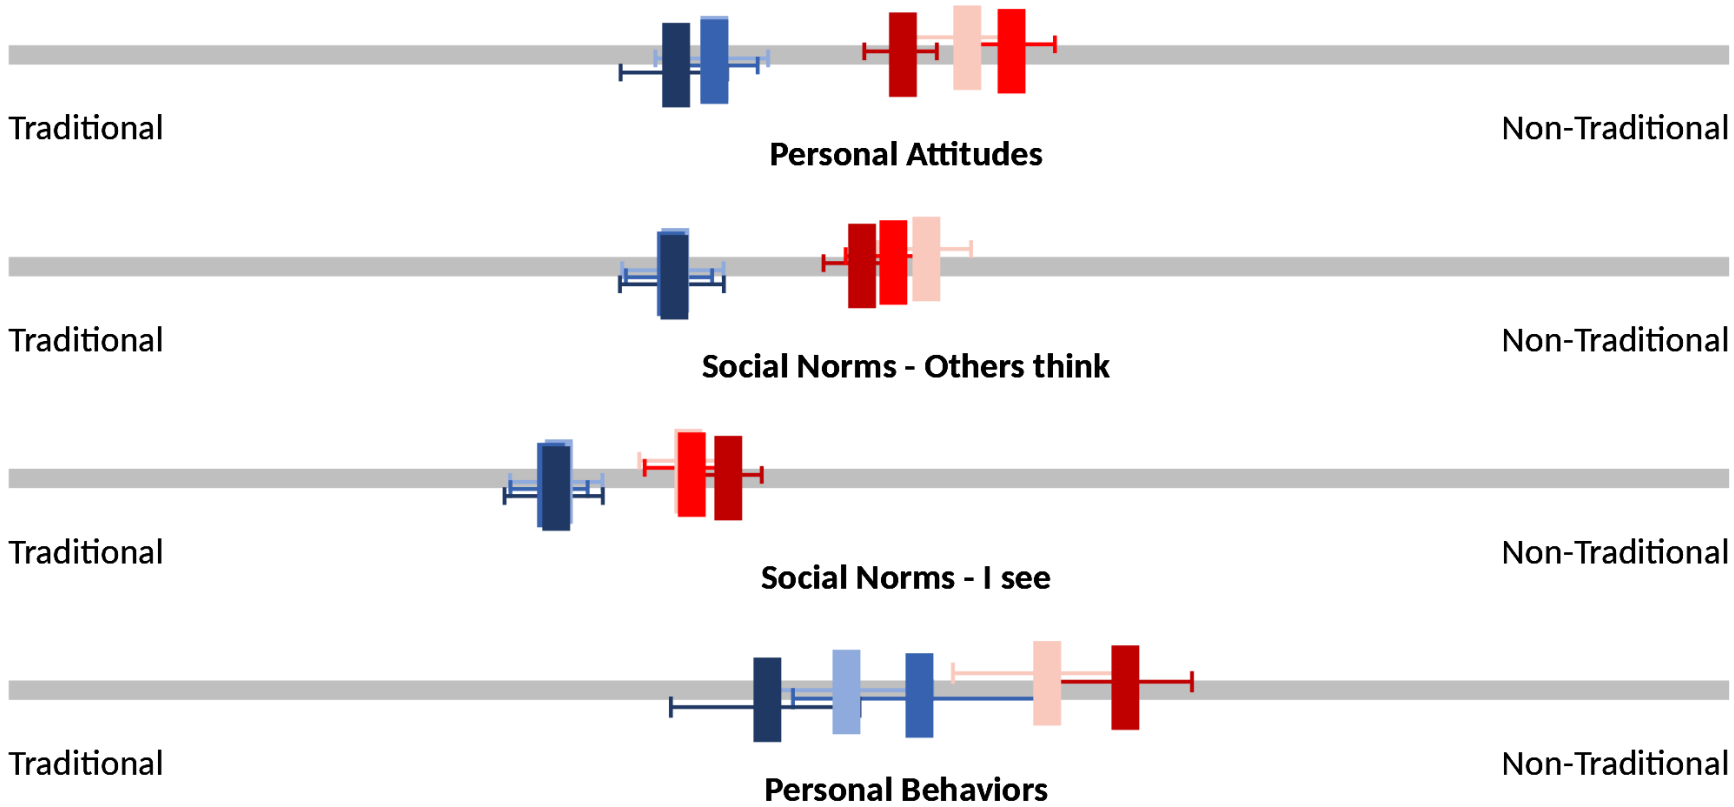 Traditional
Non-Traditional
Personal Attitudes
Traditional
Non-Traditional
Social Norms - Others think
Traditional
Non-Traditional
Social Norms - I see
Traditional
Non-Traditional
Personal Behaviors